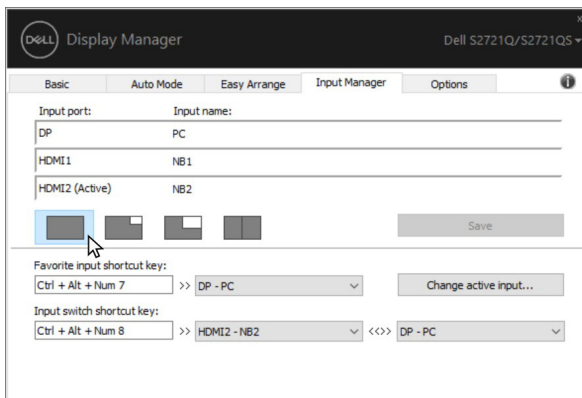 DELL Display Manager Dell S2721Q/S2721QS
Basic Auto Mode Easy Arrange Input Manager Options
Input port: Input name:
DP PC
HDMI1 NB1
HDMI2 (Active) NB2
Save
Favorite input shortcut key:
Ctrl + Alt + Num 7 >> DP - PC Change active input...
Input switch shortcut key:
Ctrl + Alt + Num 8 >> HDMI2 - NB2 <<>> DP - PC